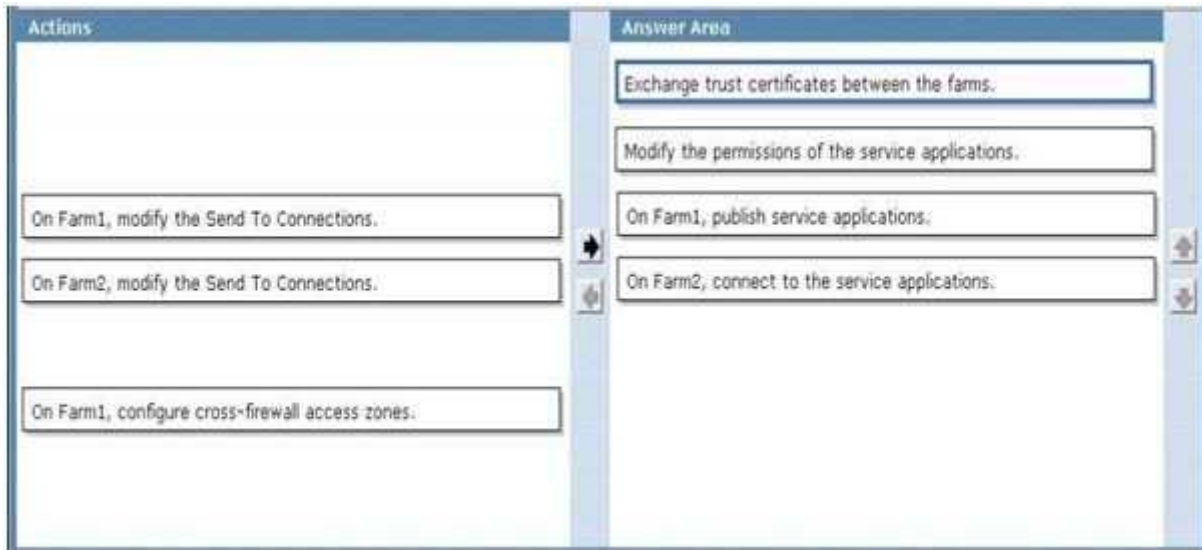 Actions
On Farm1, modify the Send To Connections.
On Farm2, modify the Send To Connections.
On Farm1, configure cross-firewall access zones.
Answer Area
Exchange trust certificates between the farms.
Modify the permissions of the service applications.
On Farm1, publish service applications.
On Farm2, connect to the service applications.